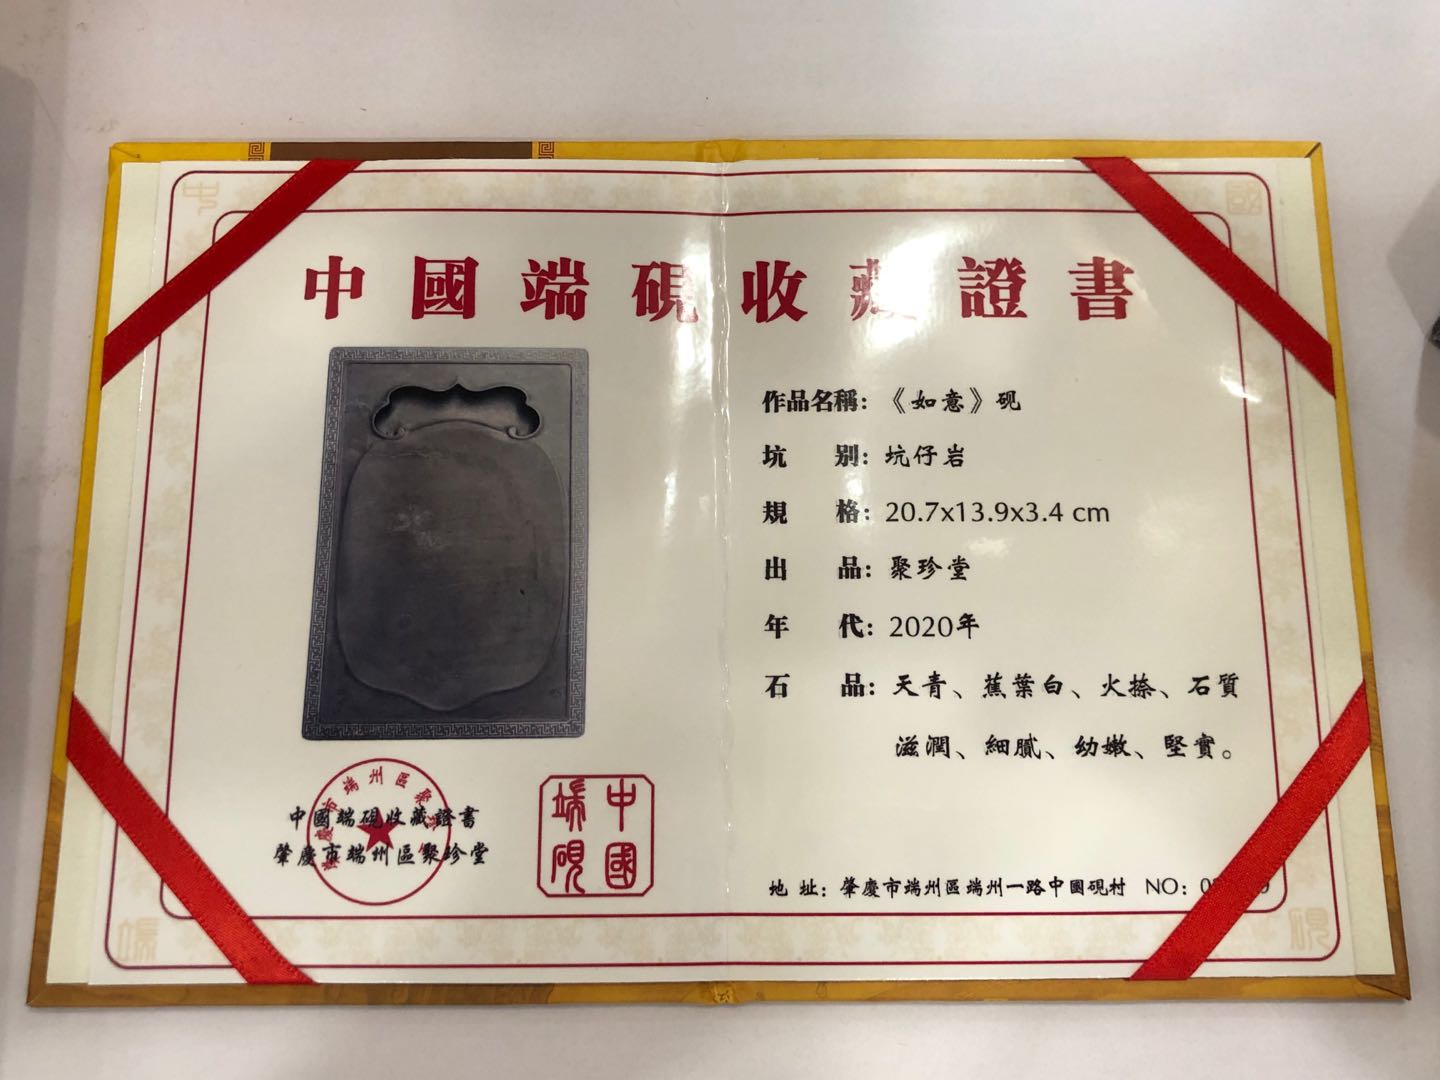 中國端硯收藏證書
作品名稱：《如意》硯
坑 别：坑仔岩
規 格：20.7x13.9x3.4 cm
出 品：聚珍堂
年 代：2020年
石 品：天青、蕉葉白、火捺、石質
滋潤、細膩、幼嫩、堅實。
中國端硯收藏證書
肇慶市端州區聚珍堂
中國端硯
地 址：肇慶市端州區端州一路中國硯村 NO：